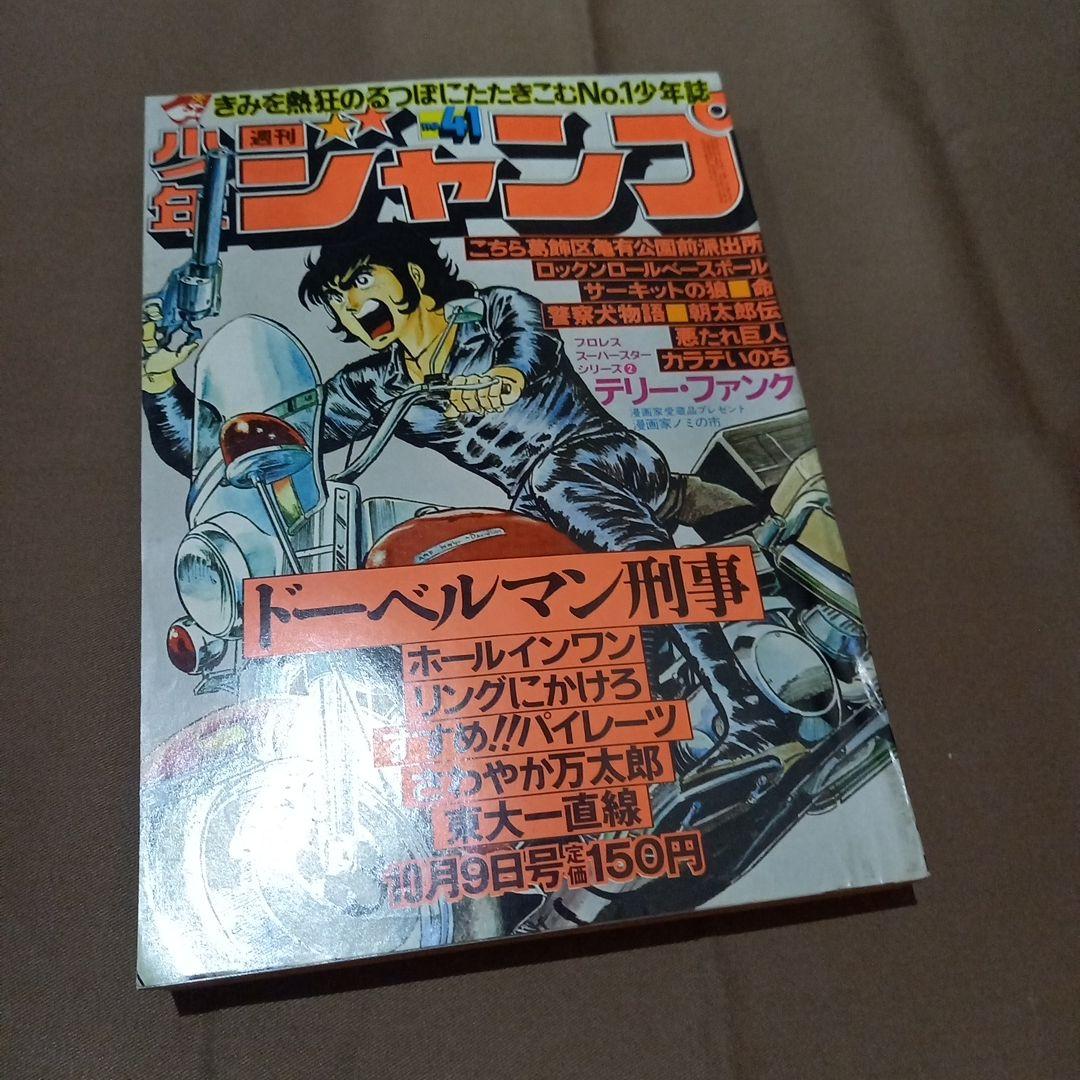 きみを熱狂のるつぼにたたきこむNo.1少年誌
週刊
少年ジャンプ
no.41
こちら葛飾区亀有公園前派出所
ロックンロールベースボール
サーキットの狼■命
警察犬物語■朝太郎伝
悪たれ巨人
カラテいのち
プロレス
スーパースター
シリーズ❷
テリー・ファンク
漫画家愛蔵品プレゼント
漫画家ノミの市
ドーベルマン刑事
ホールインワン
リングにかけろ
すすめ!!パイレーツ
さわやか万太郎
東大一直線
10月9日号定価150円